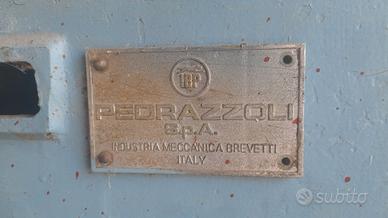 IBP
PEDRAZZOLI
S.p.A.
INDUSTRIA MECCANICA BREVETTI
ITALY
subito